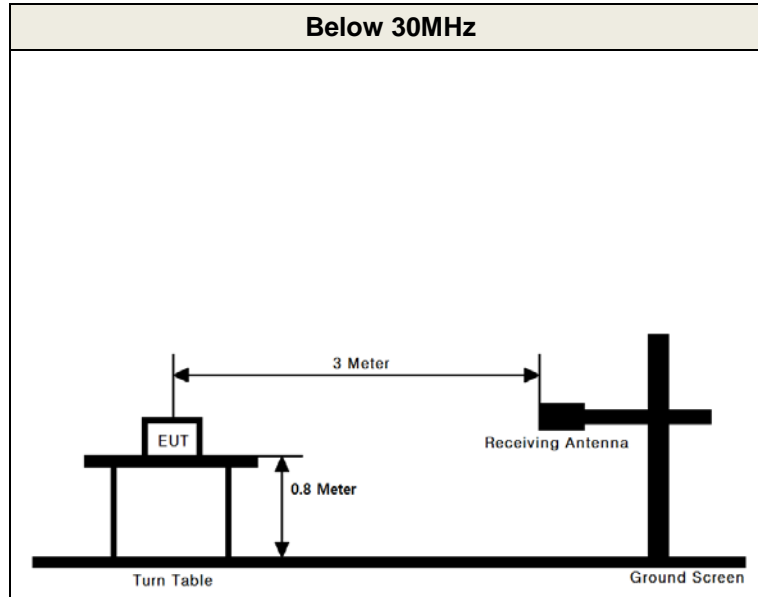 Below 30MHz
3 Meter
EUT
Receiving Antenna
0.8 Meter
Turn Table
Ground Screen